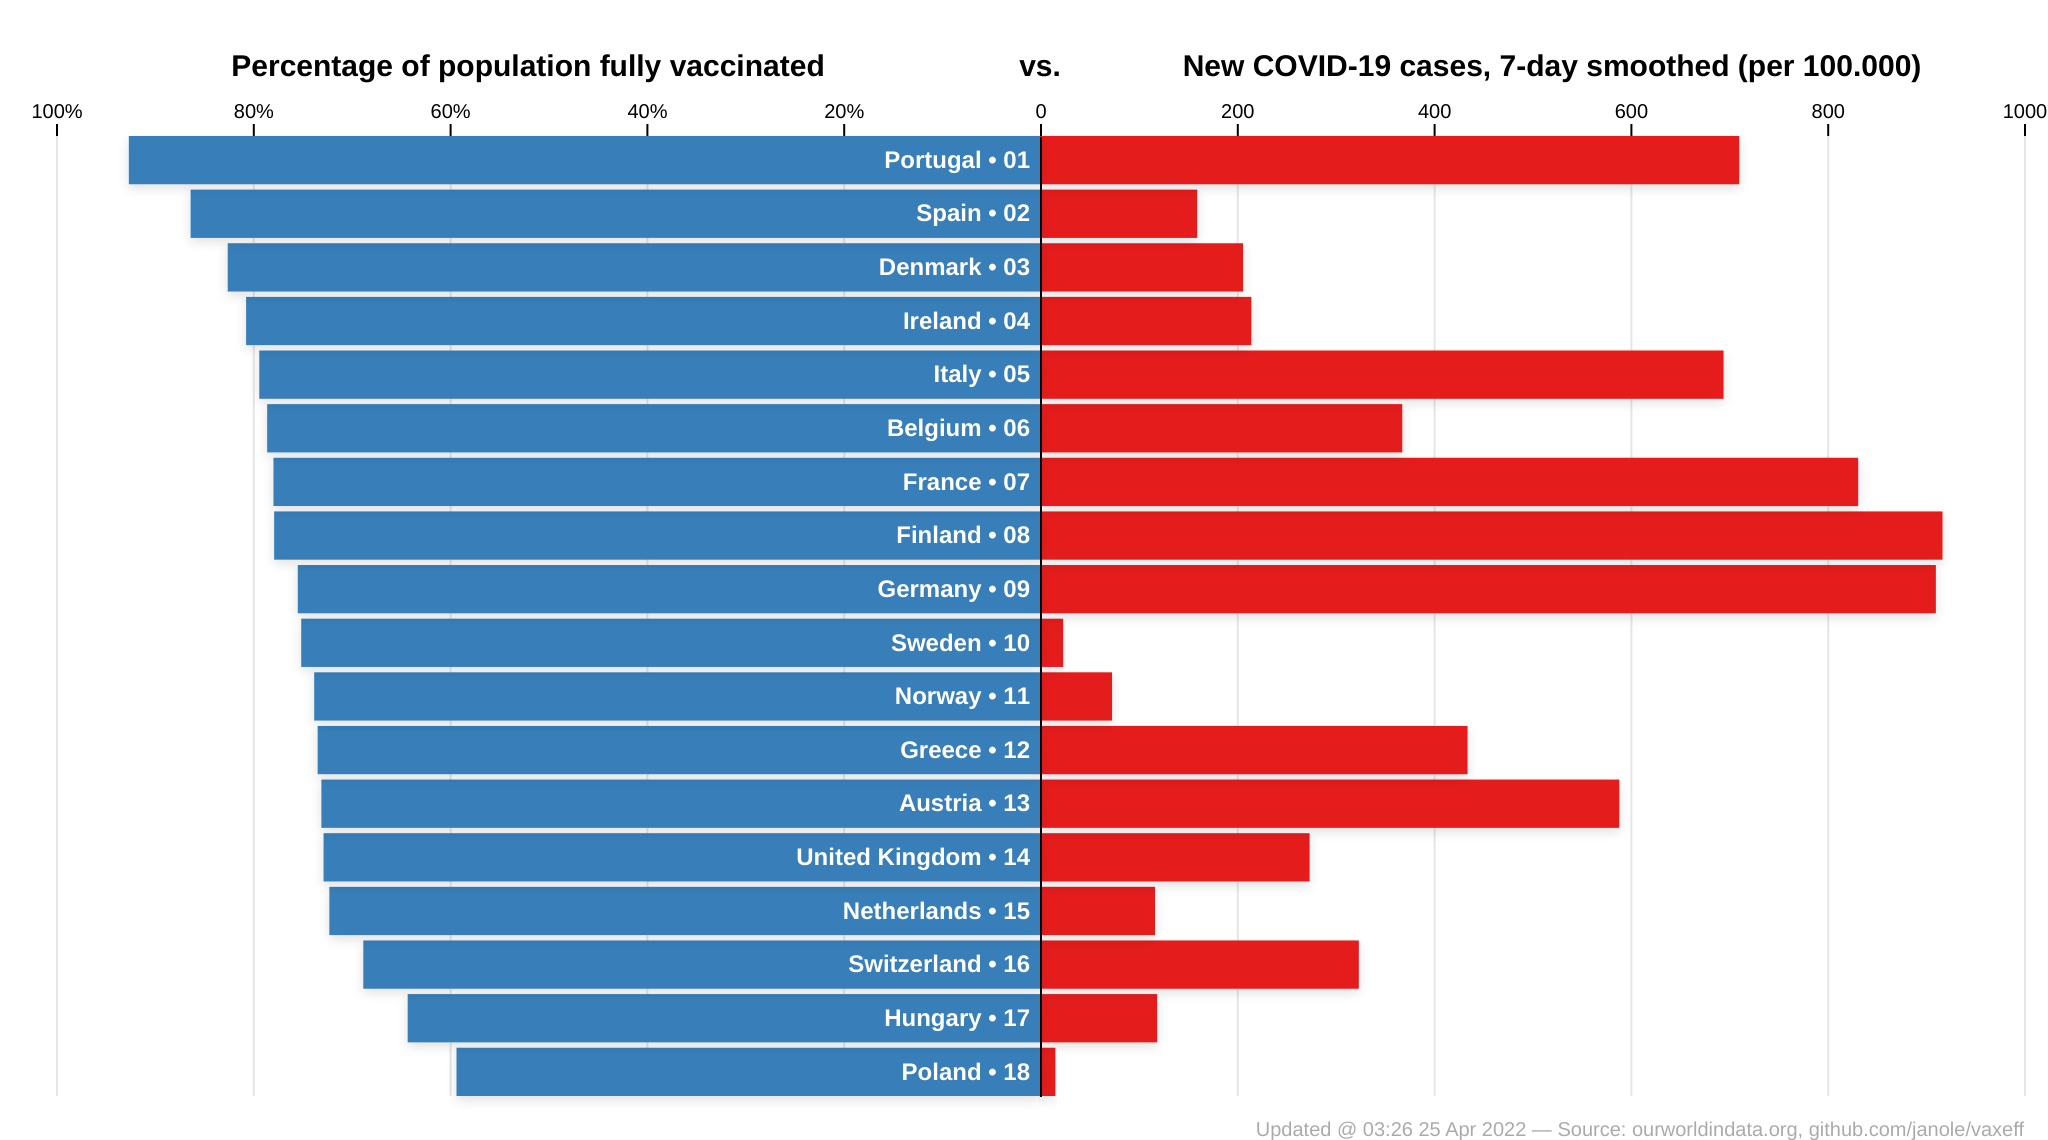 Percentage of population fully vaccinated vs. New COVID-19 cases, 7-day smoothed (per 100.000)
100% 80% 60% 40% 20% 0 200 400 600 800 1000
Portugal • 01
Spain • 02
Denmark • 03
Ireland • 04
Italy • 05
Belgium • 06
France • 07
Finland • 08
Germany • 09
Sweden • 10
Norway • 11
Greece • 12
Austria • 13
United Kingdom • 14
Netherlands • 15
Switzerland • 16
Hungary • 17
Poland • 18
Updated @ 03:26 25 Apr 2022 — Source: ourworldindata.org, github.com/janole/vaxeff